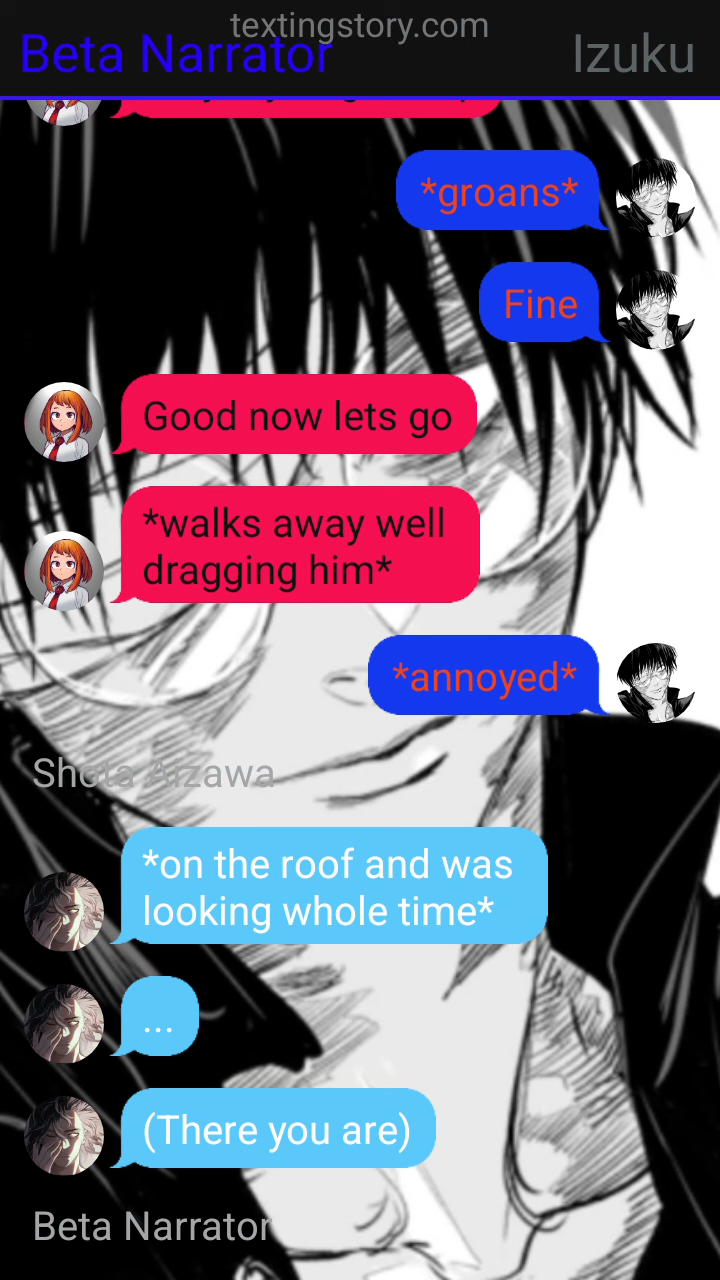 textingstory.com
Beta Narrator
Izuku
*groans*
Fine
Good now lets go
*walks away well
dragging him*
*annoyed*
Shota Aizawa
*on the roof and was
looking whole time*
...
(There you are)
Beta Narrator